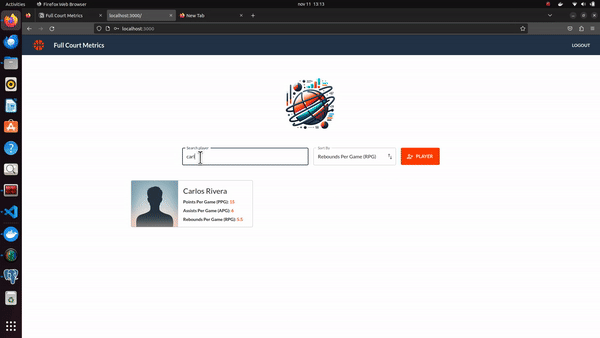 Activities Firefox Web Browser nov 11 13:13
Full Court Metrics localhost:3000/ New Tab
localhost:3000
Full Court Metrics LOGOUT
Search player Sort By
carl Rebounds Per Game (RPG) PLAYER
Carlos Rivera
Points Per Game (PPG): 15
Assists Per Game (APG): 6
Rebounds Per Game (RPG): 5.5